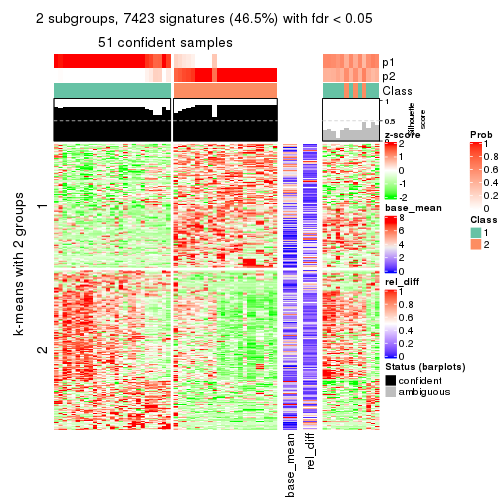 2 subgroups, 7423 signatures (46.5%) with fdr < 0.05
51 confident samples
p1
p2
Class
1
0.5
0
Silhouette
score
k-means with 2 groups
1
2
base_mean
rel_diff
z-score
2
1
0
-1
-2
base_mean
8
6
4
2
0
rel_diff
1
0.8
0.6
0.4
0.2
0
Status (barplots)
confident
ambiguous
Prob
1
0.8
0.6
0.4
0.2
0
Class
1
2